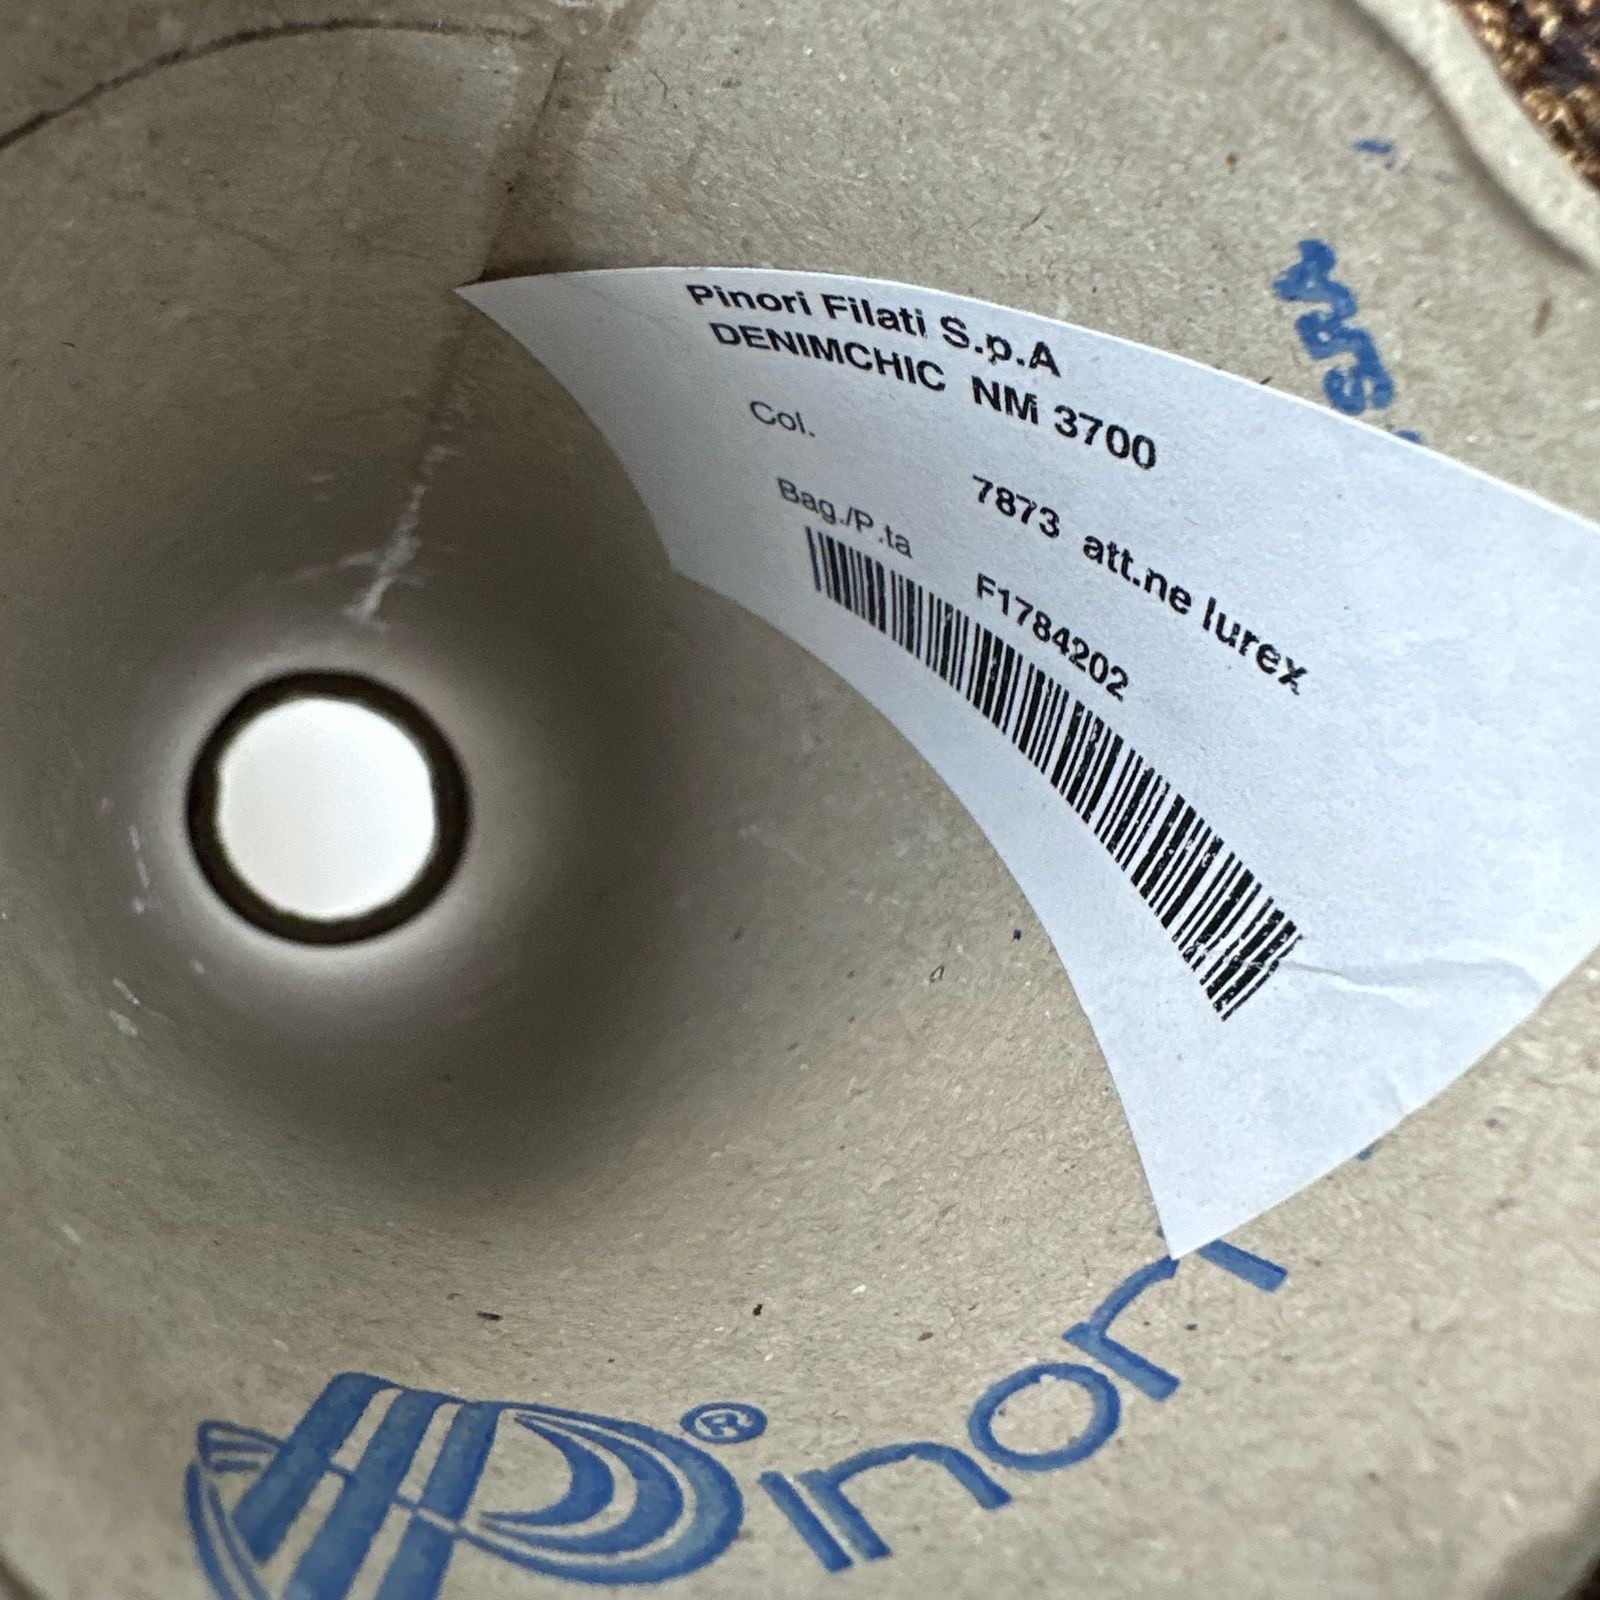 Pinori Filati S.p.A
DENIMCHIC NM 3700
Col.
7873 att.ne lurex
Bag./P.ta
F1784202
Pinori
®